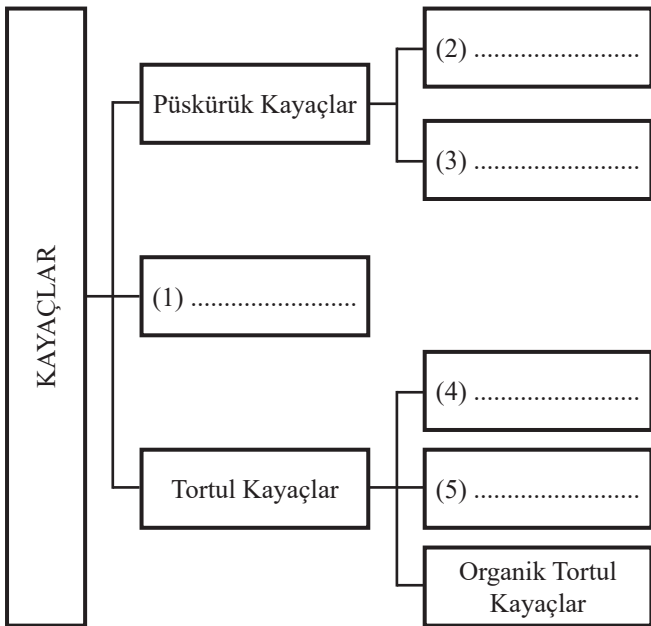 KAYAÇLAR
Püskürük Kayaçlar
(2) .........................
(3) .........................
(1) .........................
Tortul Kayaçlar
(4) .........................
(5) .........................
Organik Tortul
Kayaçlar